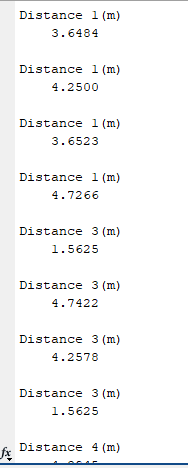 Distance 1(m)
3.6484
Distance 1(m)
4.2500
Distance 1(m)
3.6523
Distance 1(m)
4.7266
Distance 3(m)
1.5625
Distance 3(m)
4.7422
Distance 3(m)
4.2578
Distance 3(m)
1.5625
fx Distance 4(m)